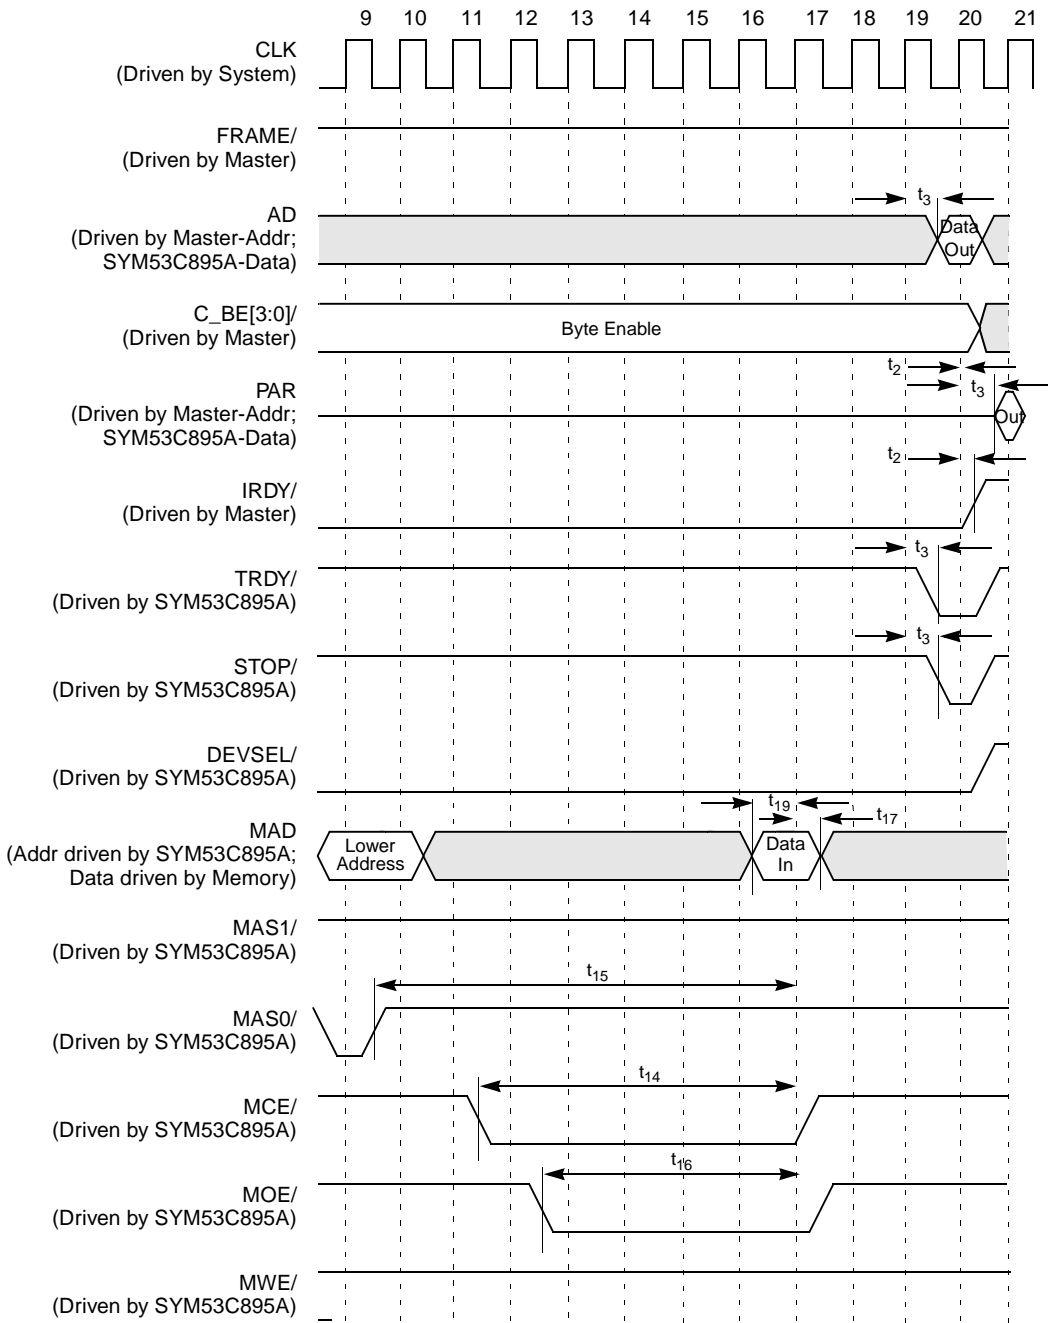 9 10 11 12 13 14 15 16 17 18 19 20 21
CLK
(Driven by System)
FRAME/
(Driven by Master)
t3
AD
(Driven by Master-Addr;
SYM53C895A-Data)
Data
Out
C_BE[3:0]/
(Driven by Master)
Byte Enable
t2
t3
PAR
(Driven by Master-Addr;
SYM53C895A-Data)
Out
t2
IRDY/
(Driven by Master)
t3
TRDY/
(Driven by SYM53C895A)
t3
STOP/
(Driven by SYM53C895A)
DEVSEL/
(Driven by SYM53C895A)
t19
t17
MAD
(Addr driven by SYM53C895A;
Data driven by Memory)
Lower
Address
Data
In
MAS1/
(Driven by SYM53C895A)
t15
MAS0/
(Driven by SYM53C895A)
t14
MCE/
(Driven by SYM53C895A)
t16
MOE/
(Driven by SYM53C895A)
MWE/
(Driven by SYM53C895A)